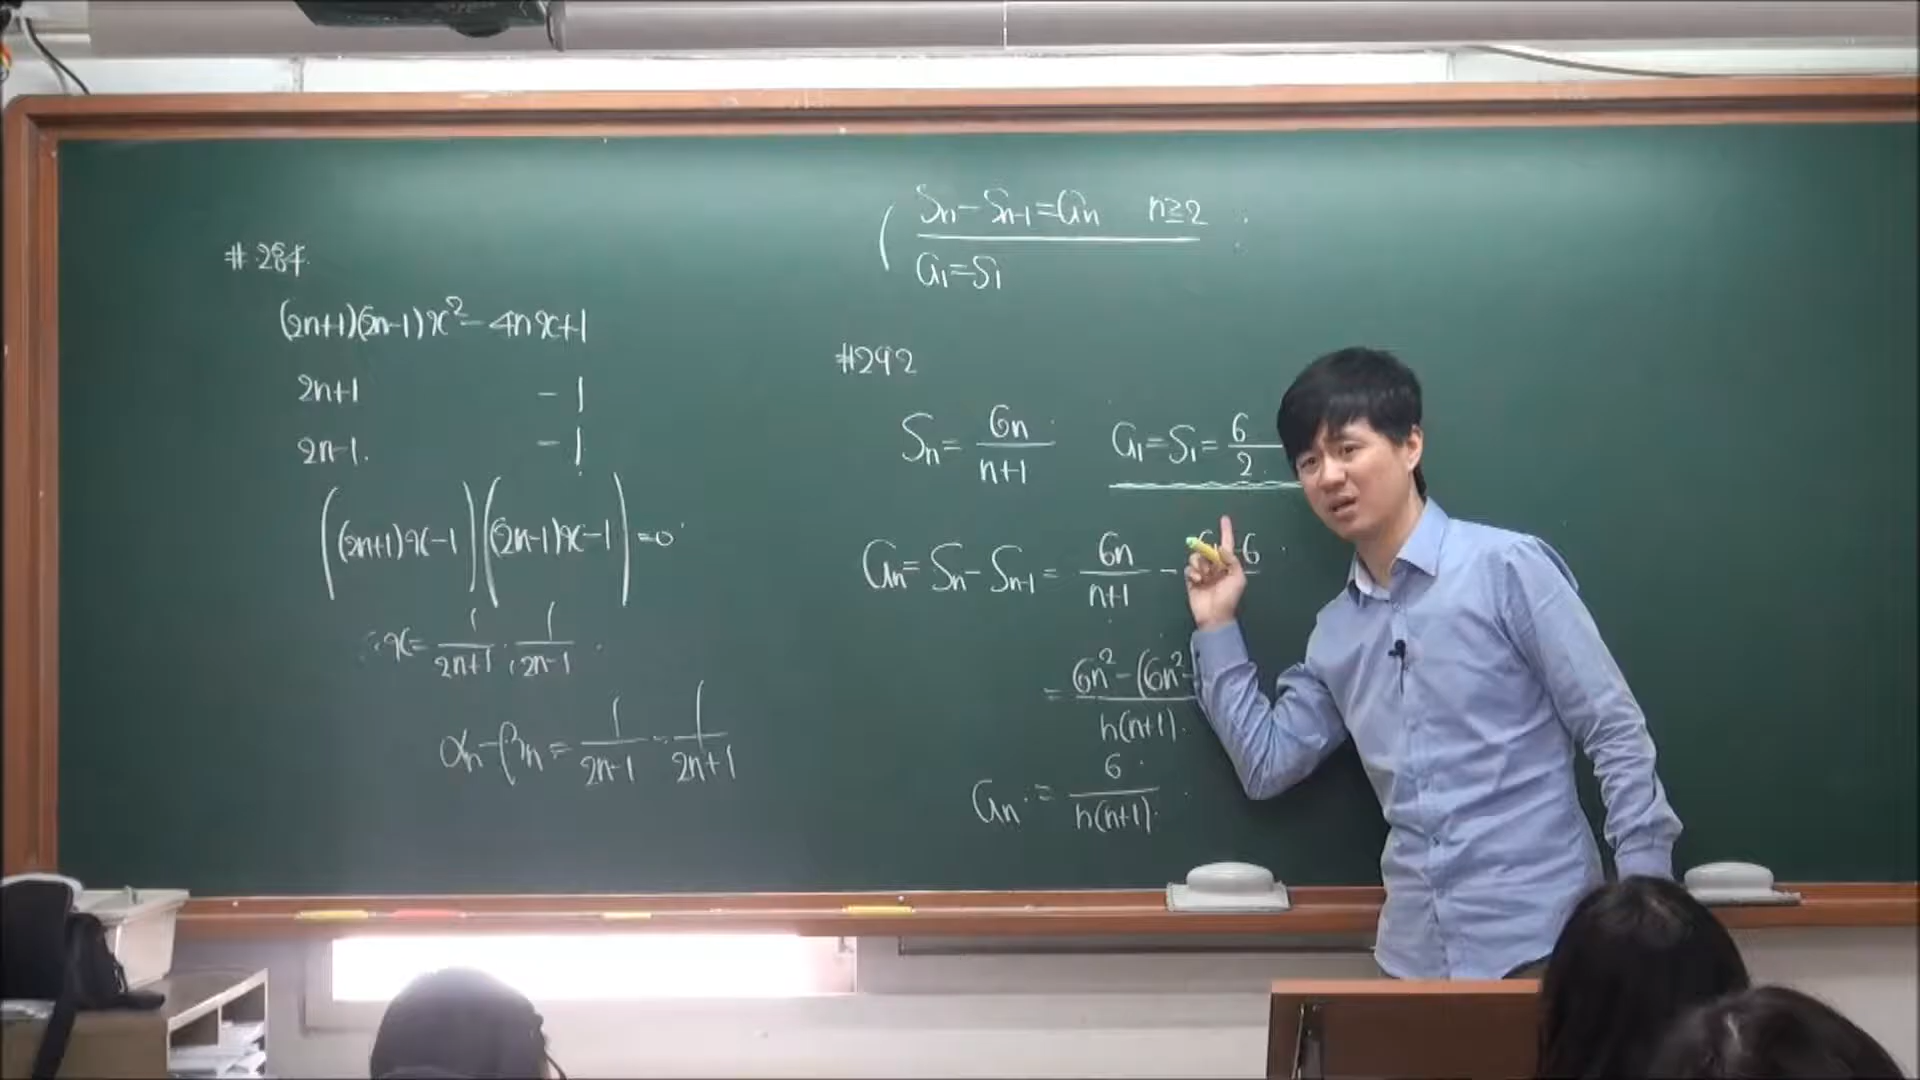 #284.
(2n+1)(2n-1)x² - 4nx+1
2n+1 -1
2n-1. -1
((2n+1)x-1)((2n-1)x-1)=0
∴x= 1/(2n+1), 1/(2n-1)
αn-βn= 1/(2n-1) - 1/(2n+1)
Sn-Sn-1=an n≥2
a1=S1
#292
Sn= 6n/(n+1) a1=S1= 6/2
an= Sn-Sn-1 = 6n/(n+1) -
= 6n²-(6n² / n(n+1).
an = 6/(n(n+1)).